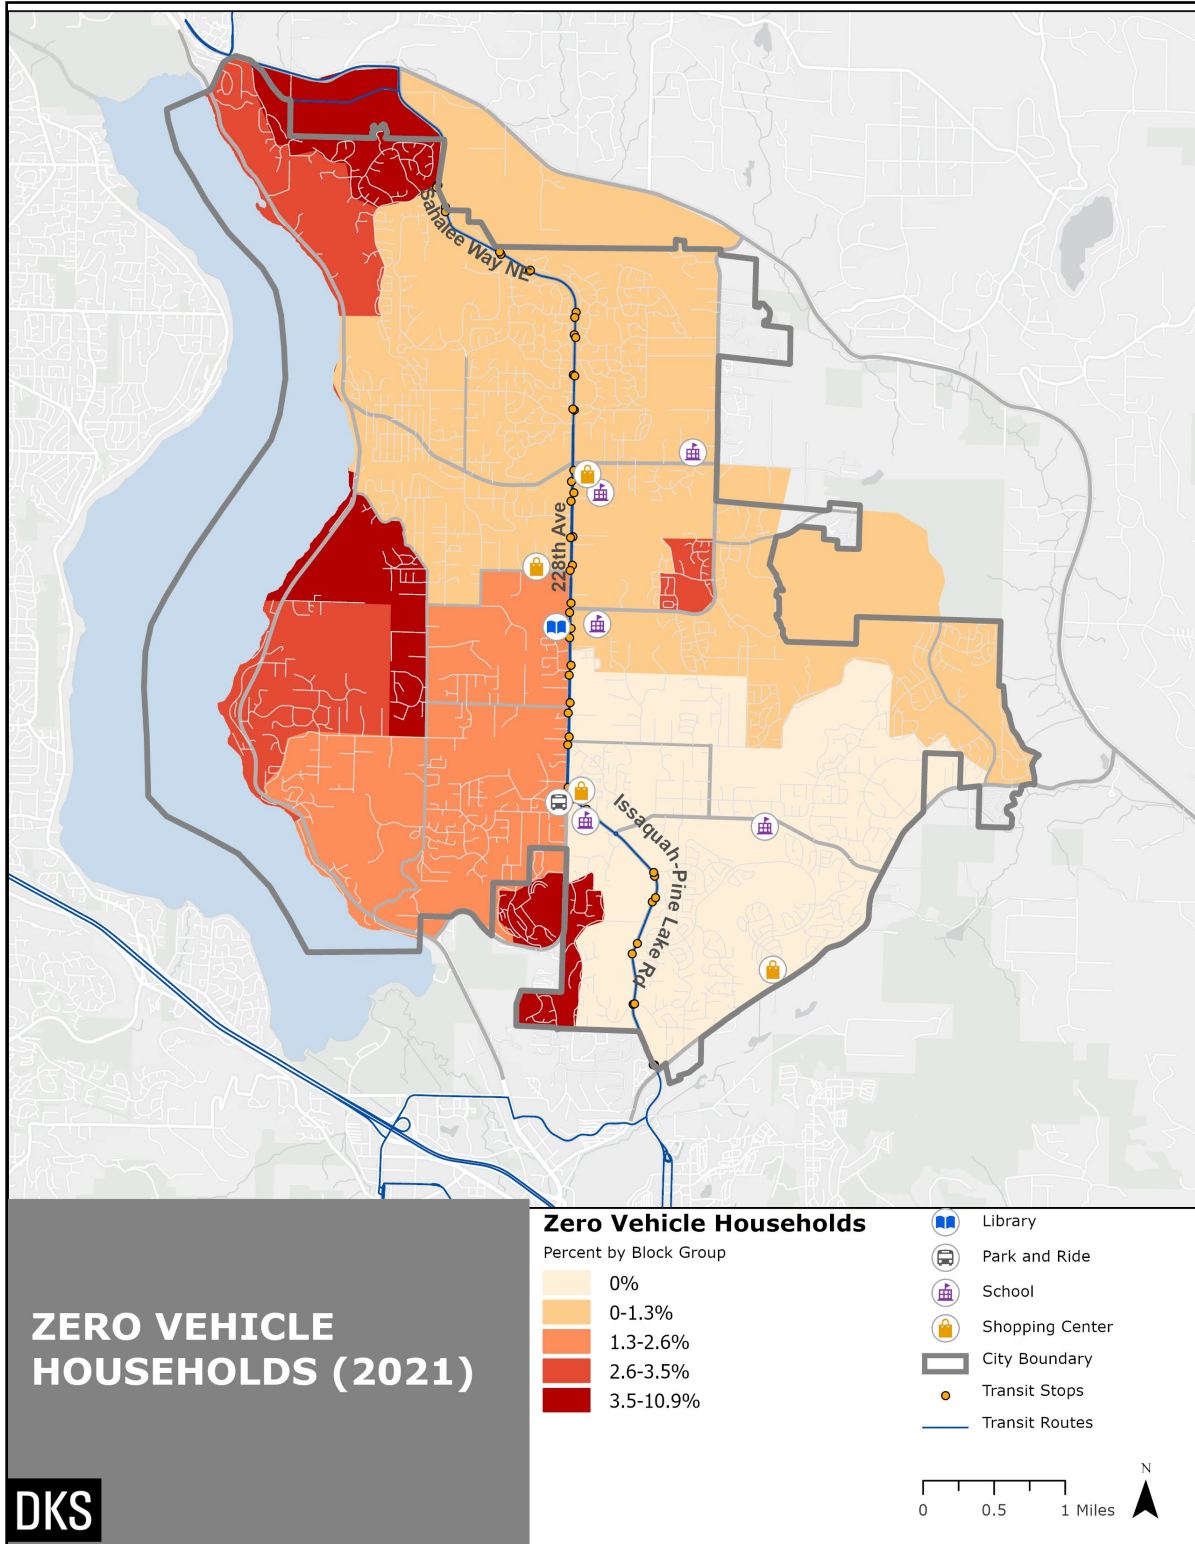 Sahalee Way NE
228th Ave
Issaquah-Pine Lake Rd
ZERO VEHICLE
HOUSEHOLDS (2021)
DKS
Zero Vehicle Households
Percent by Block Group
0%
0-1.3%
1.3-2.6%
2.6-3.5%
3.5-10.9%
Library
Park and Ride
School
Shopping Center
City Boundary
Transit Stops
Transit Routes
N
0 0.5 1 Miles